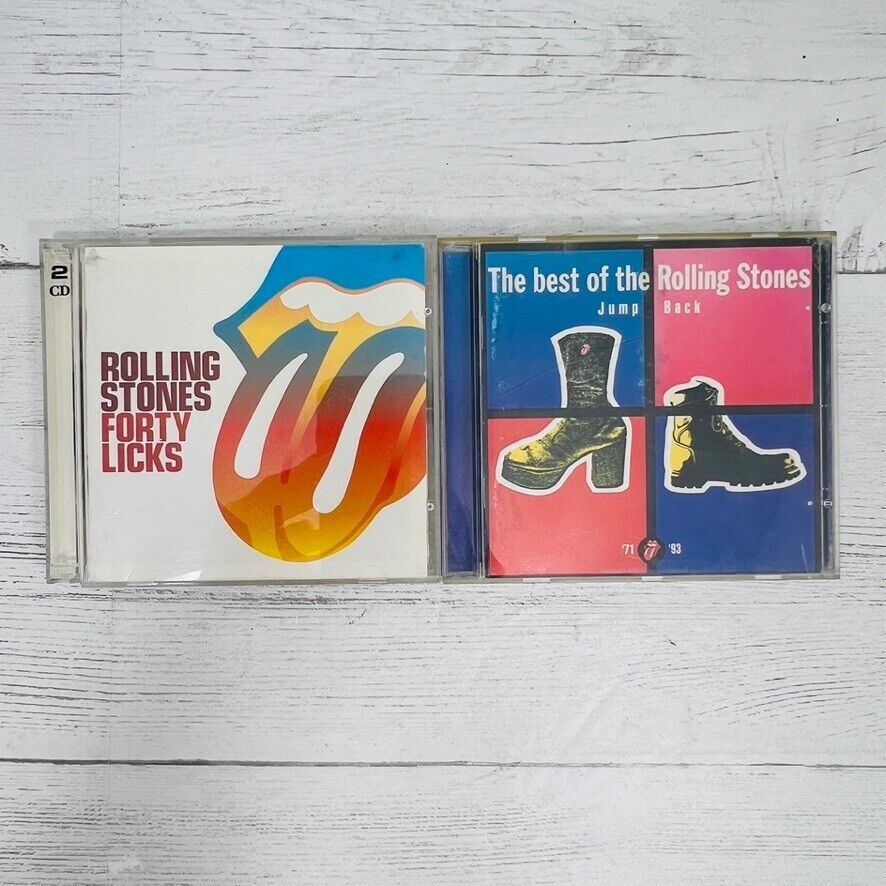 2
CD
ROLLING
STONES
FORTY
LICKS
The best of the Rolling Stones
Jump Back
'71 '93